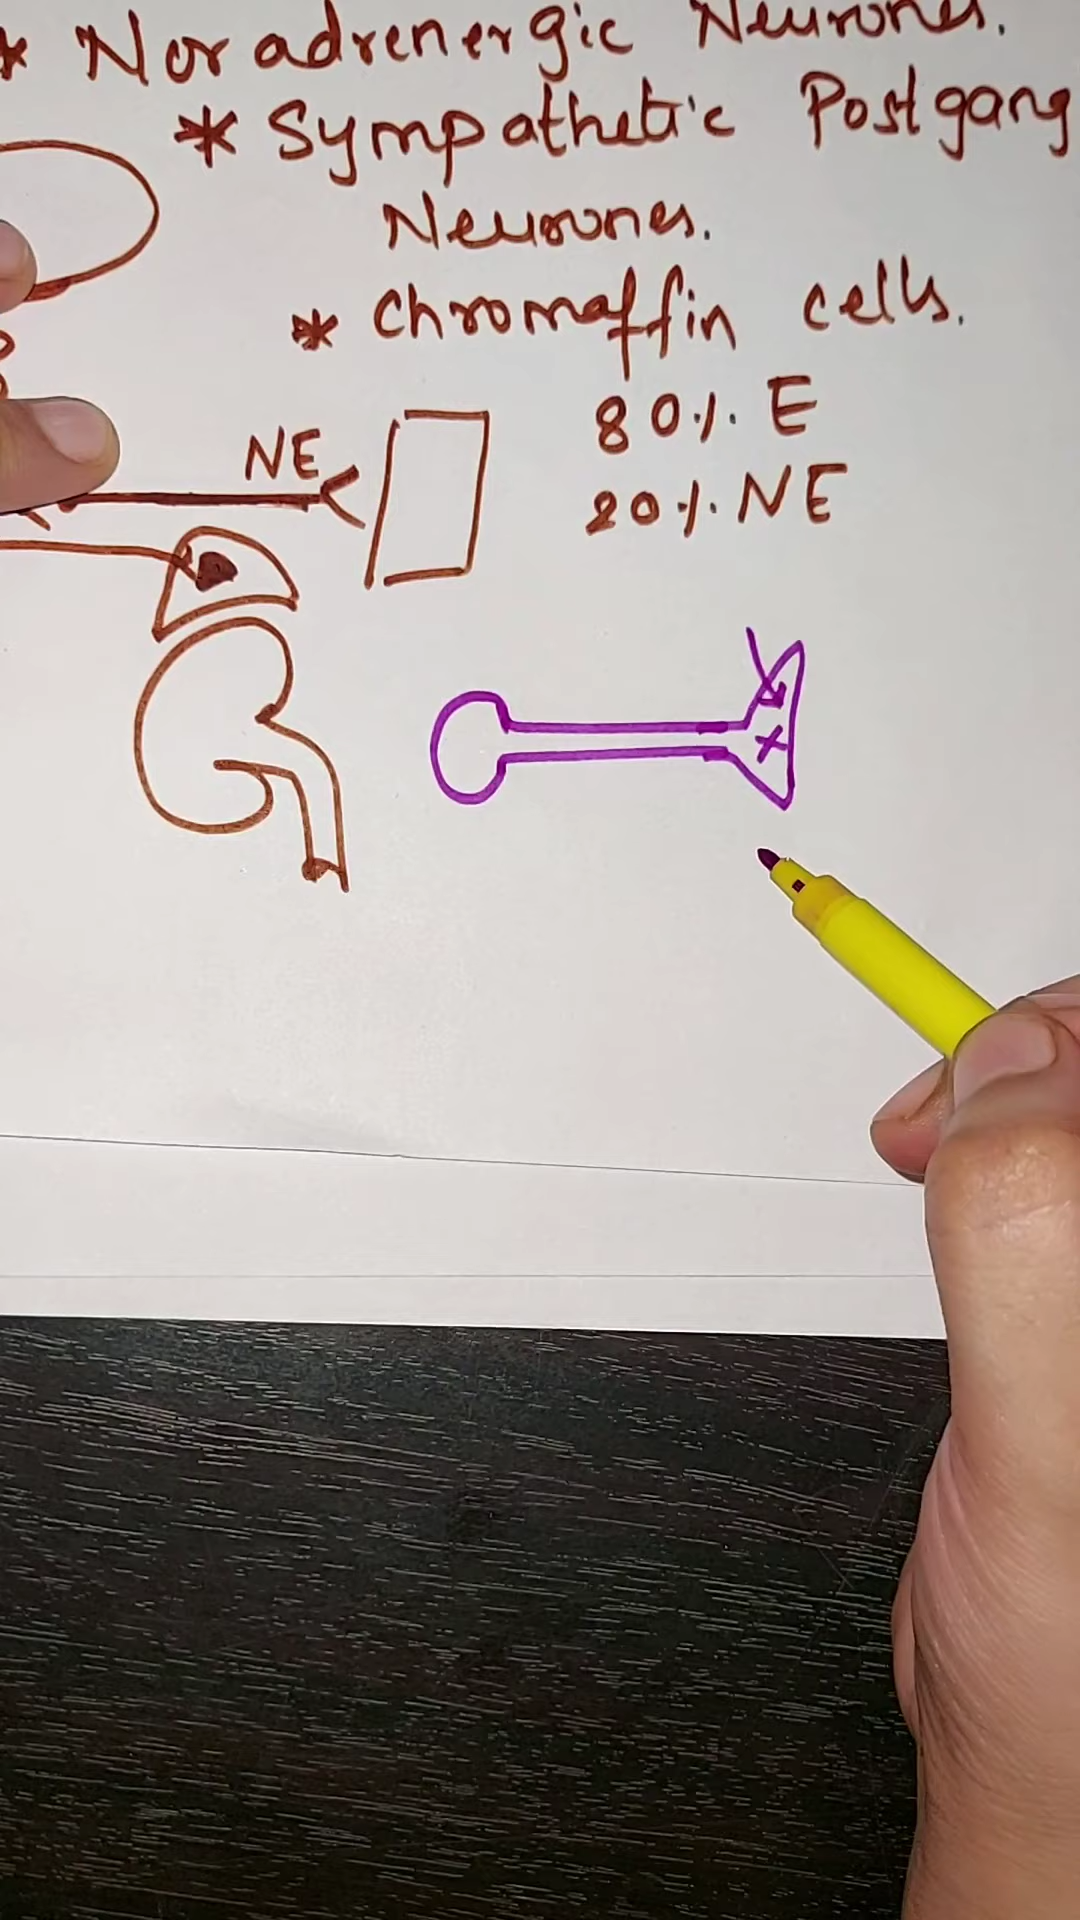 * Noradrenergic Neurones.
* Sympathetic Postgang
Neurones.
* Chromaffin cells.
80%. E
20%. NE
NE